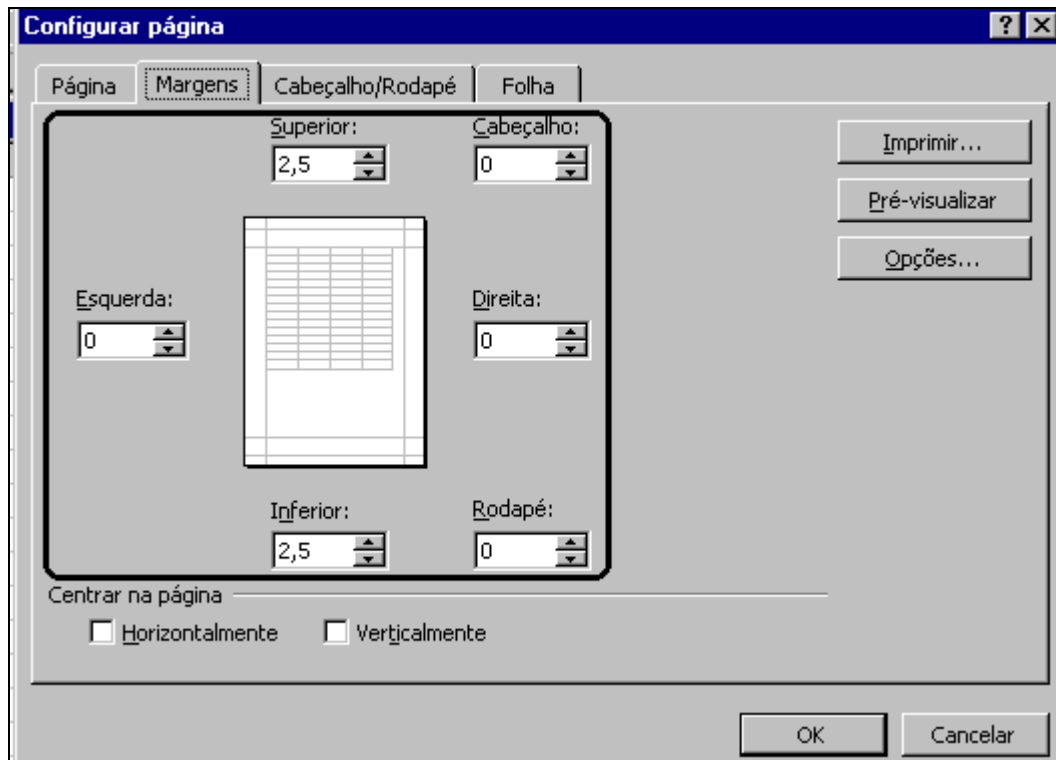 Configurar página
Página Margens Cabeçalho/Rodapé Folha
Superior: Cabeçalho:
2,5 0
Imprimir...
Pré-visualizar
Opções...
Esquerda: Direita:
0 0
Inferior: Rodapé:
2,5 0
Centrar na página
Horizontalmente Verticalmente
OK Cancelar